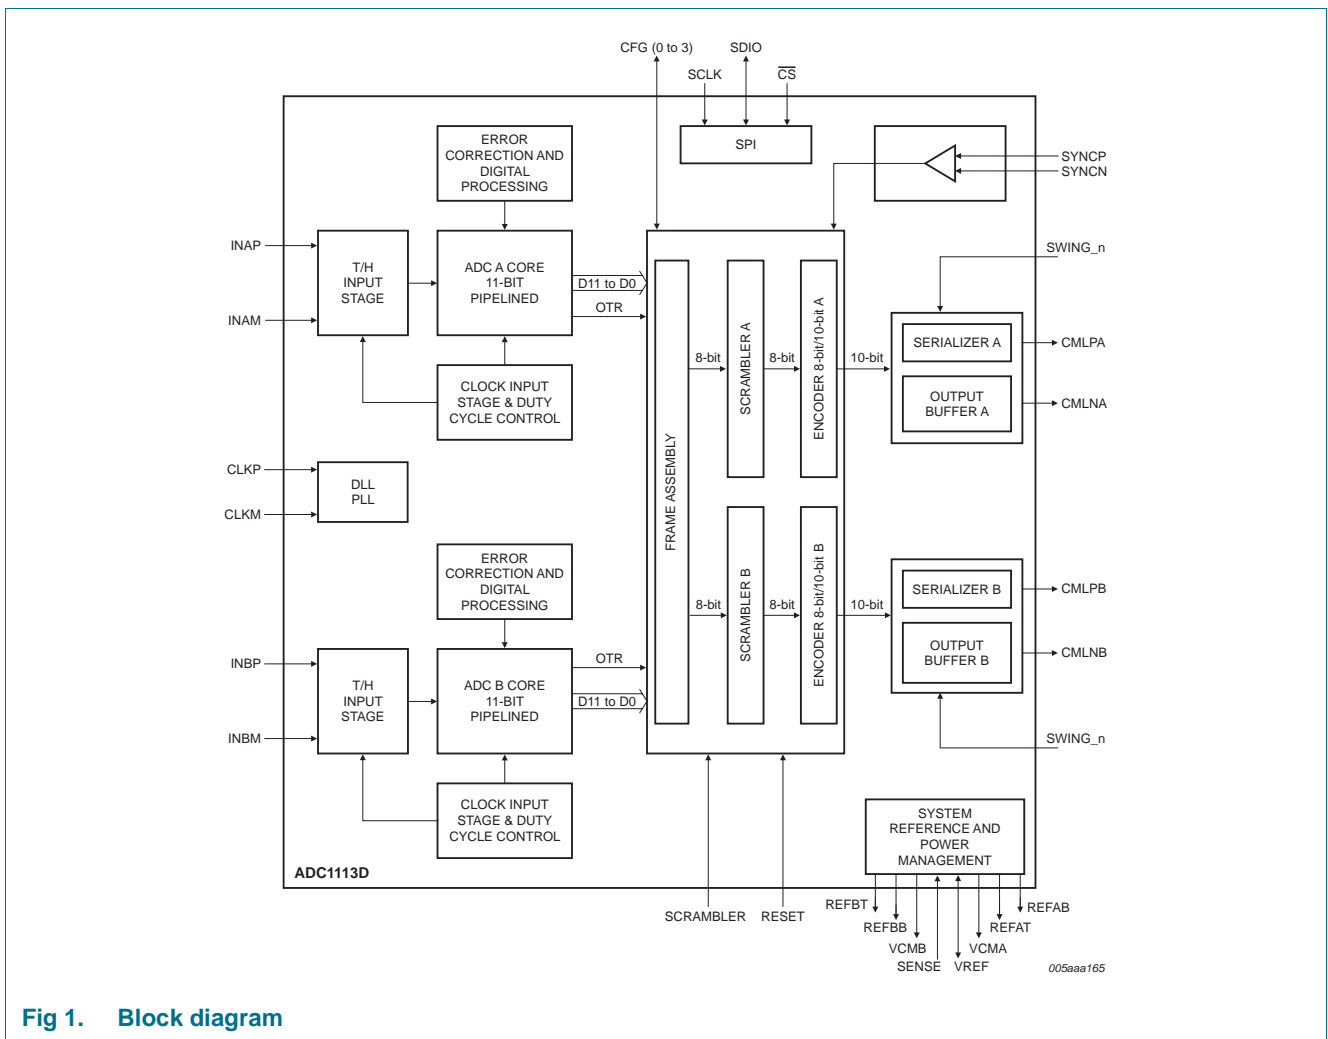 CFG (0 to 3)
SDIO
SCLK
CS
ERROR
CORRECTION AND
DIGITAL
PROCESSING
SPI
SYNCP
SYNCN
INAP
INAM
T/H
INPUT
STAGE
ADC A CORE
11-BIT
PIPELINED
D11 to D0
OTR
SWING_n
CLOCK INPUT
STAGE & DUTY
CYCLE CONTROL
FRAME ASSEMBLY
8-bit
SCRAMBLER A
8-bit
ENCODER 8-bit/10-bit A
10-bit
SERIALIZER A
OUTPUT
BUFFER A
CMLPA
CMLNA
CLKP
CLKM
DLL
PLL
ERROR
CORRECTION AND
DIGITAL
PROCESSING
INBP
INBM
T/H
INPUT
STAGE
ADC B CORE
11-BIT
PIPELINED
OTR
D11 to D0
8-bit
SCRAMBLER B
8-bit
ENCODER 8-bit/10-bit B
10-bit
SERIALIZER B
OUTPUT
BUFFER B
CMLPB
CMLNB
SWING_n
CLOCK INPUT
STAGE & DUTY
CYCLE CONTROL
SYSTEM
REFERENCE AND
POWER
MANAGEMENT
ADC1113D
SCRAMBLER
RESET
REFBT
REFBB
VCMB
SENSE
VREF
VCMA
REFAT
REFAB
005aaa165
Fig 1. Block diagram